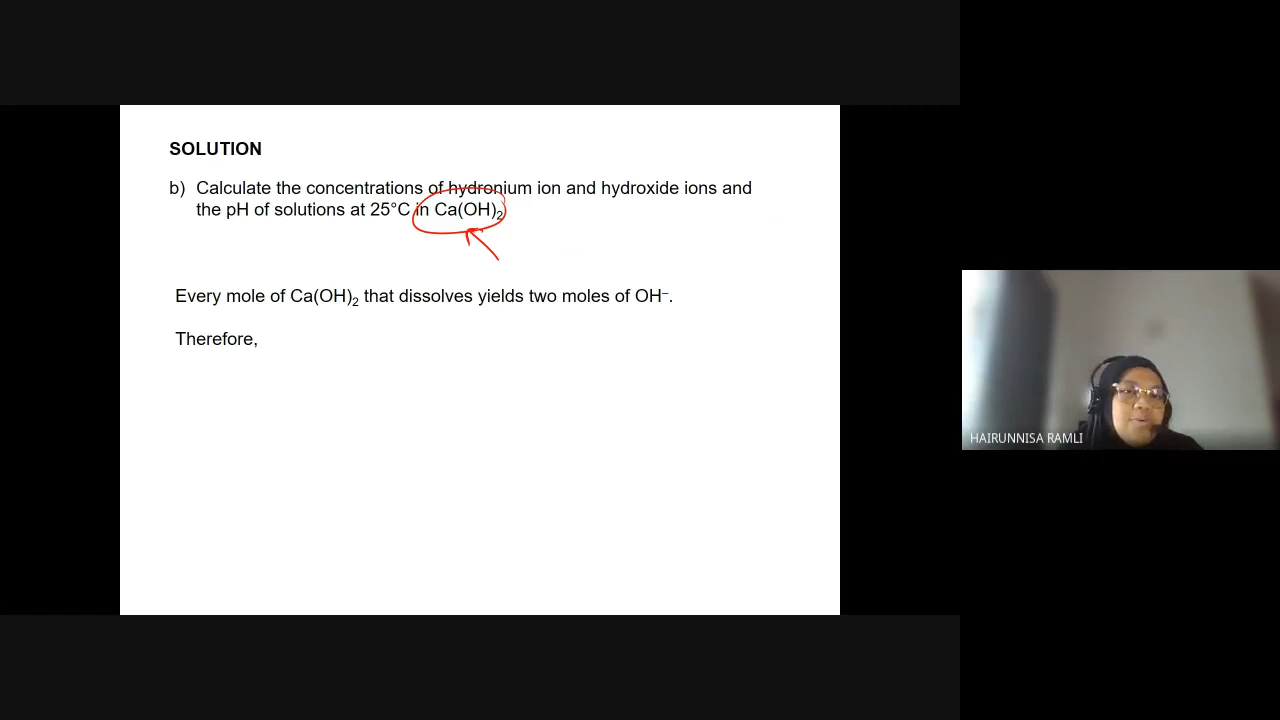 SOLUTION
b) Calculate the concentrations of hydronium ion and hydroxide ions and
the pH of solutions at 25°C in Ca(OH)₂
Every mole of Ca(OH)₂ that dissolves yields two moles of OH⁻.
Therefore,
HAIRUNNISA RAMLI